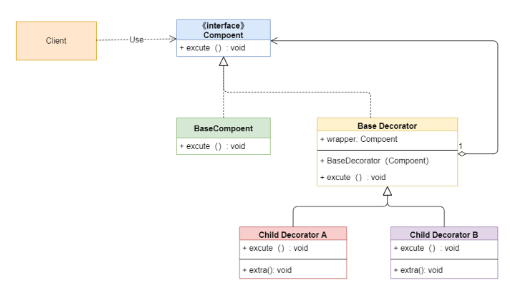 《interface》
Compoent
+ excute () : void
Client
Use
BaseCompoent
+ excute () : void
Base Decorator
+ wrapper: Compoent
+ BaseDecorator (Compoent)
+ excute () : void
1
Child Decorator A
+ excute () : void
+ extra(): void
Child Decorator B
+ excute () : void
+ extra(): void